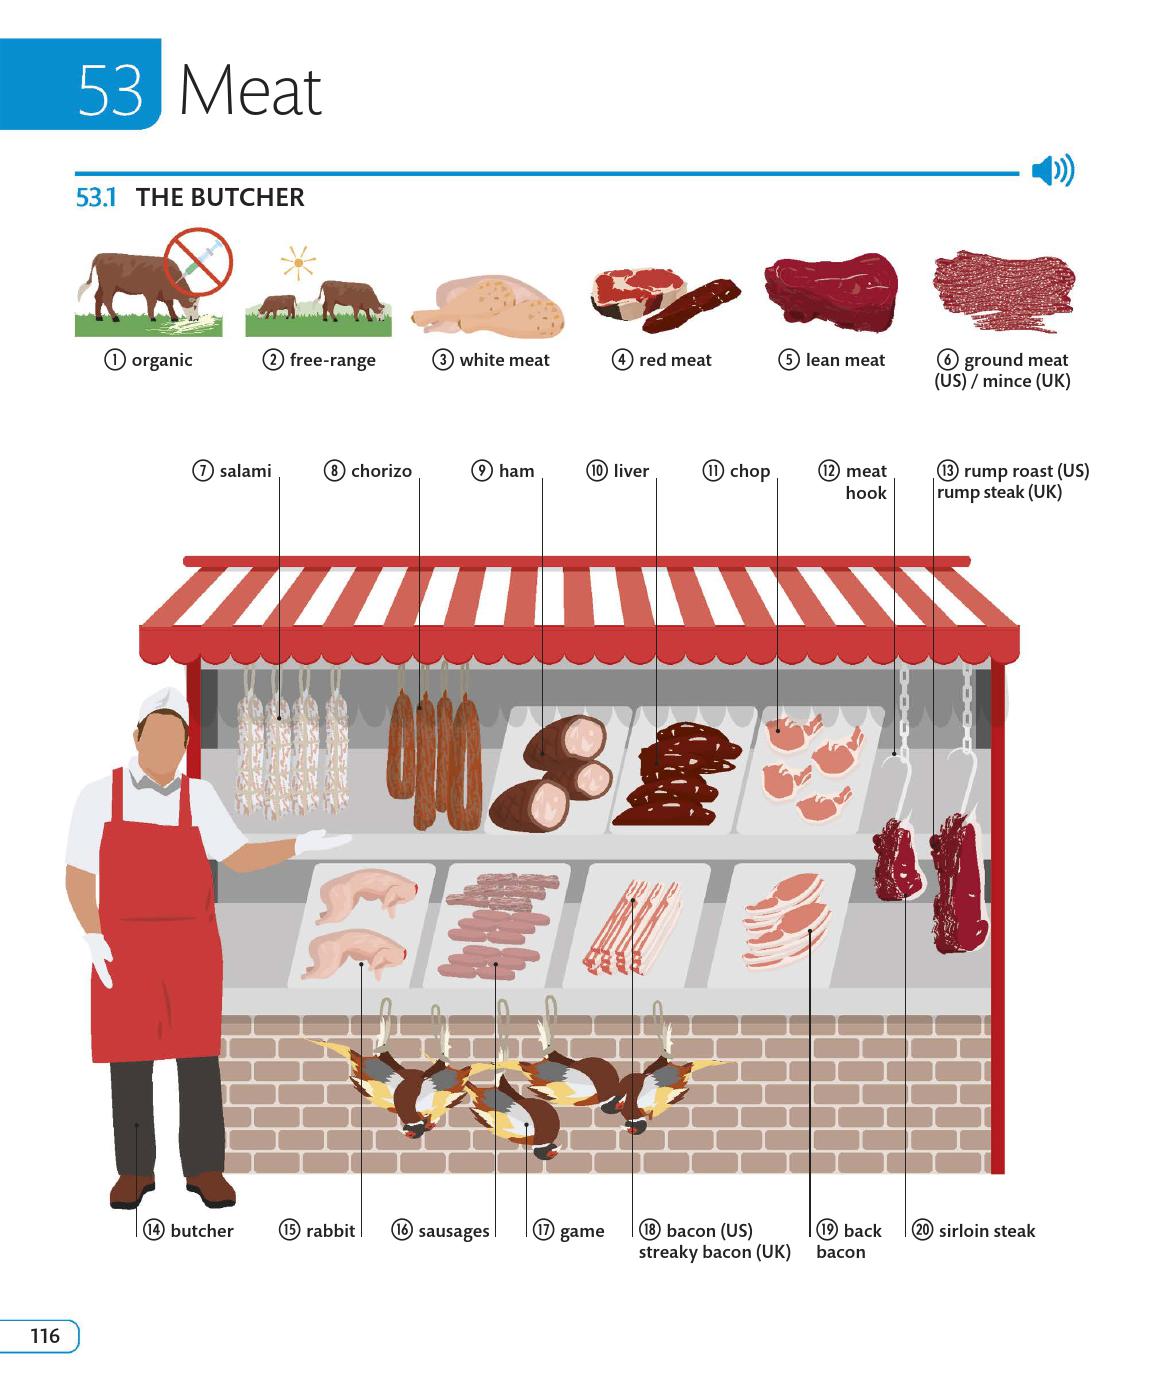 53 Meat
53.1 THE BUTCHER
1 organic
2 free-range
3 white meat
4 red meat
5 lean meat
6 ground meat
(US) / mince (UK)
7 salami
8 chorizo
9 ham
10 liver
11 chop
12 meat
hook
13 rump roast (US)
rump steak (UK)
14 butcher
15 rabbit
16 sausages
17 game
18 bacon (US)
streaky bacon (UK)
19 back
bacon
20 sirloin steak
116